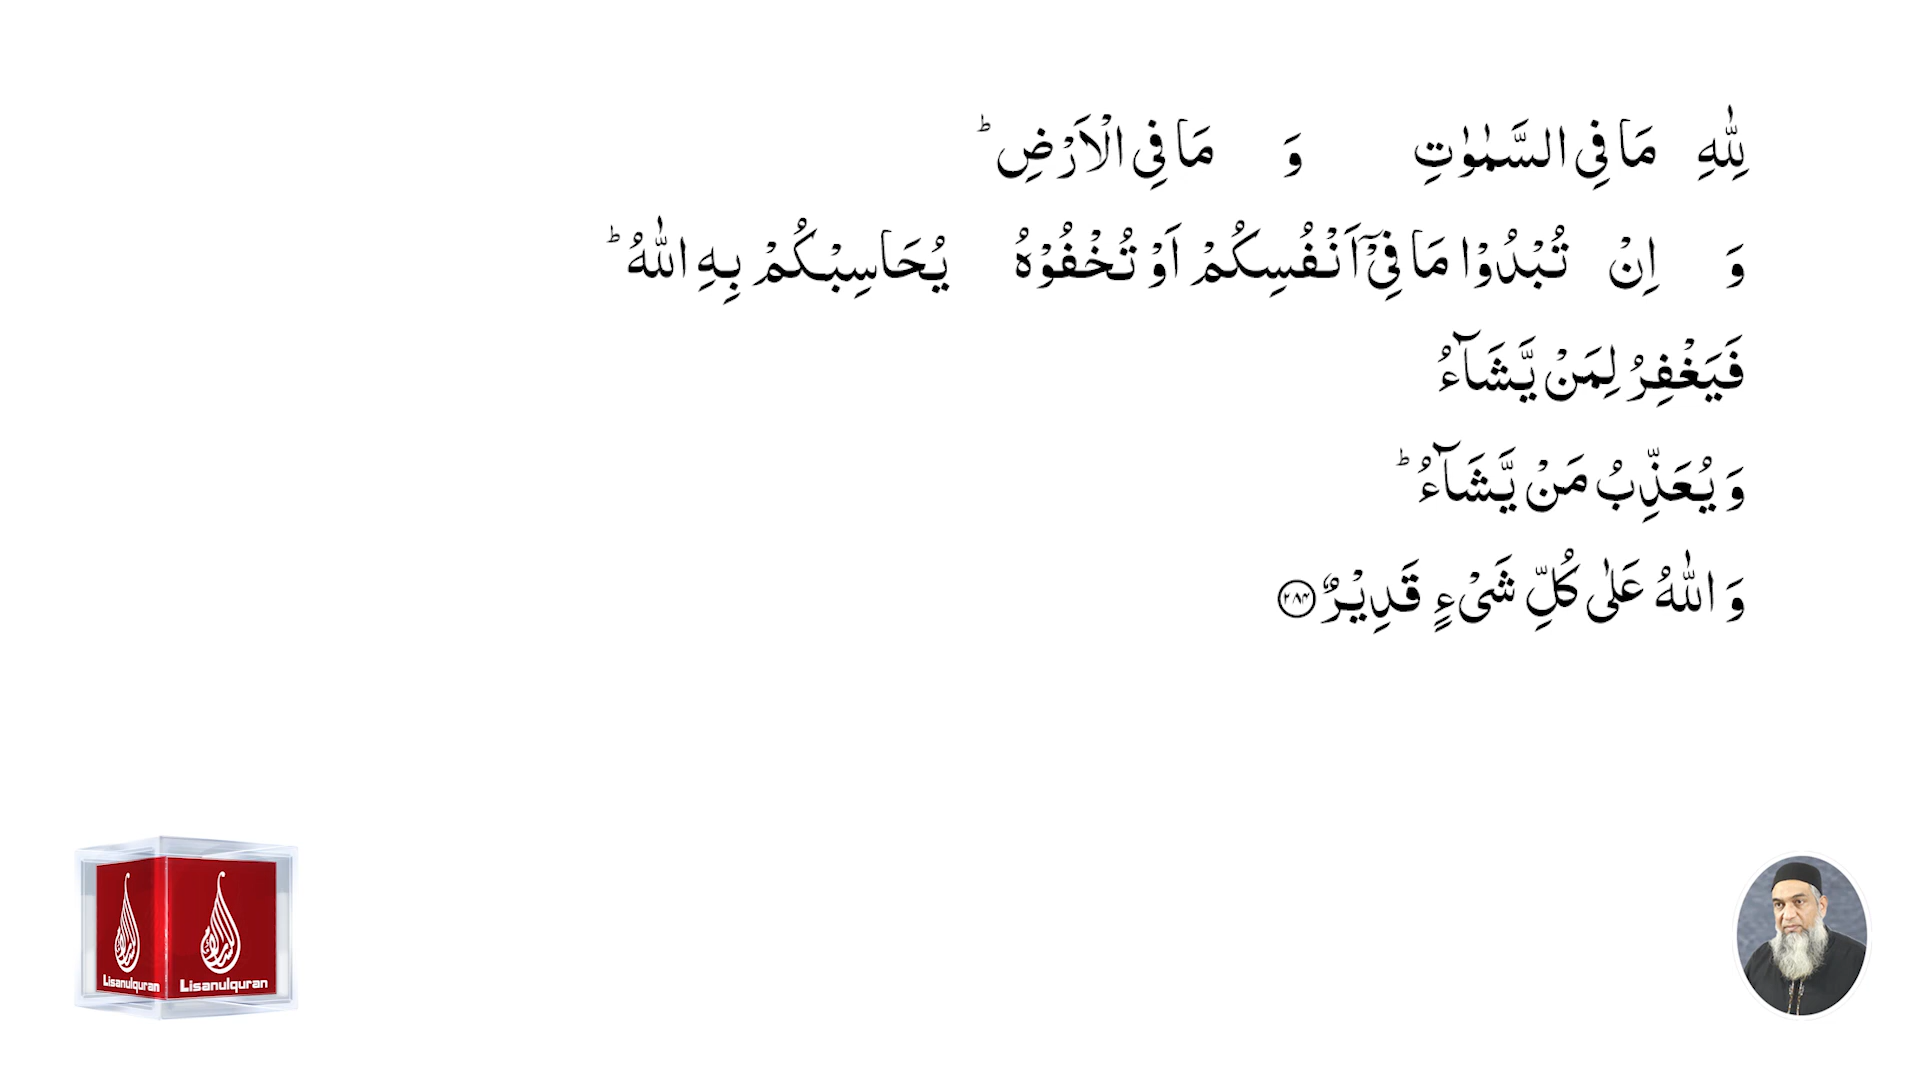 لِلّٰهِ مَا فِی السَّمٰوٰتِ وَ مَا فِی الْاَرْضِ ؕ
وَ اِنْ تُبْدُوْا مَا فِیْۤ اَنْفُسِكُمْ اَوْ تُخْفُوْهُ یُحَاسِبْكُمْ بِهِ اللّٰهُ ؕ
فَیَغْفِرُ لِمَنْ یَّشَآءُ
وَ یُعَذِّبُ مَنْ یَّشَآءُ ؕ
وَ اللّٰهُ عَلٰی كُلِّ شَیْءٍ قَدِیْرٌ ﴿۲۸۴﴾
Lisanulquran Lisanulquran